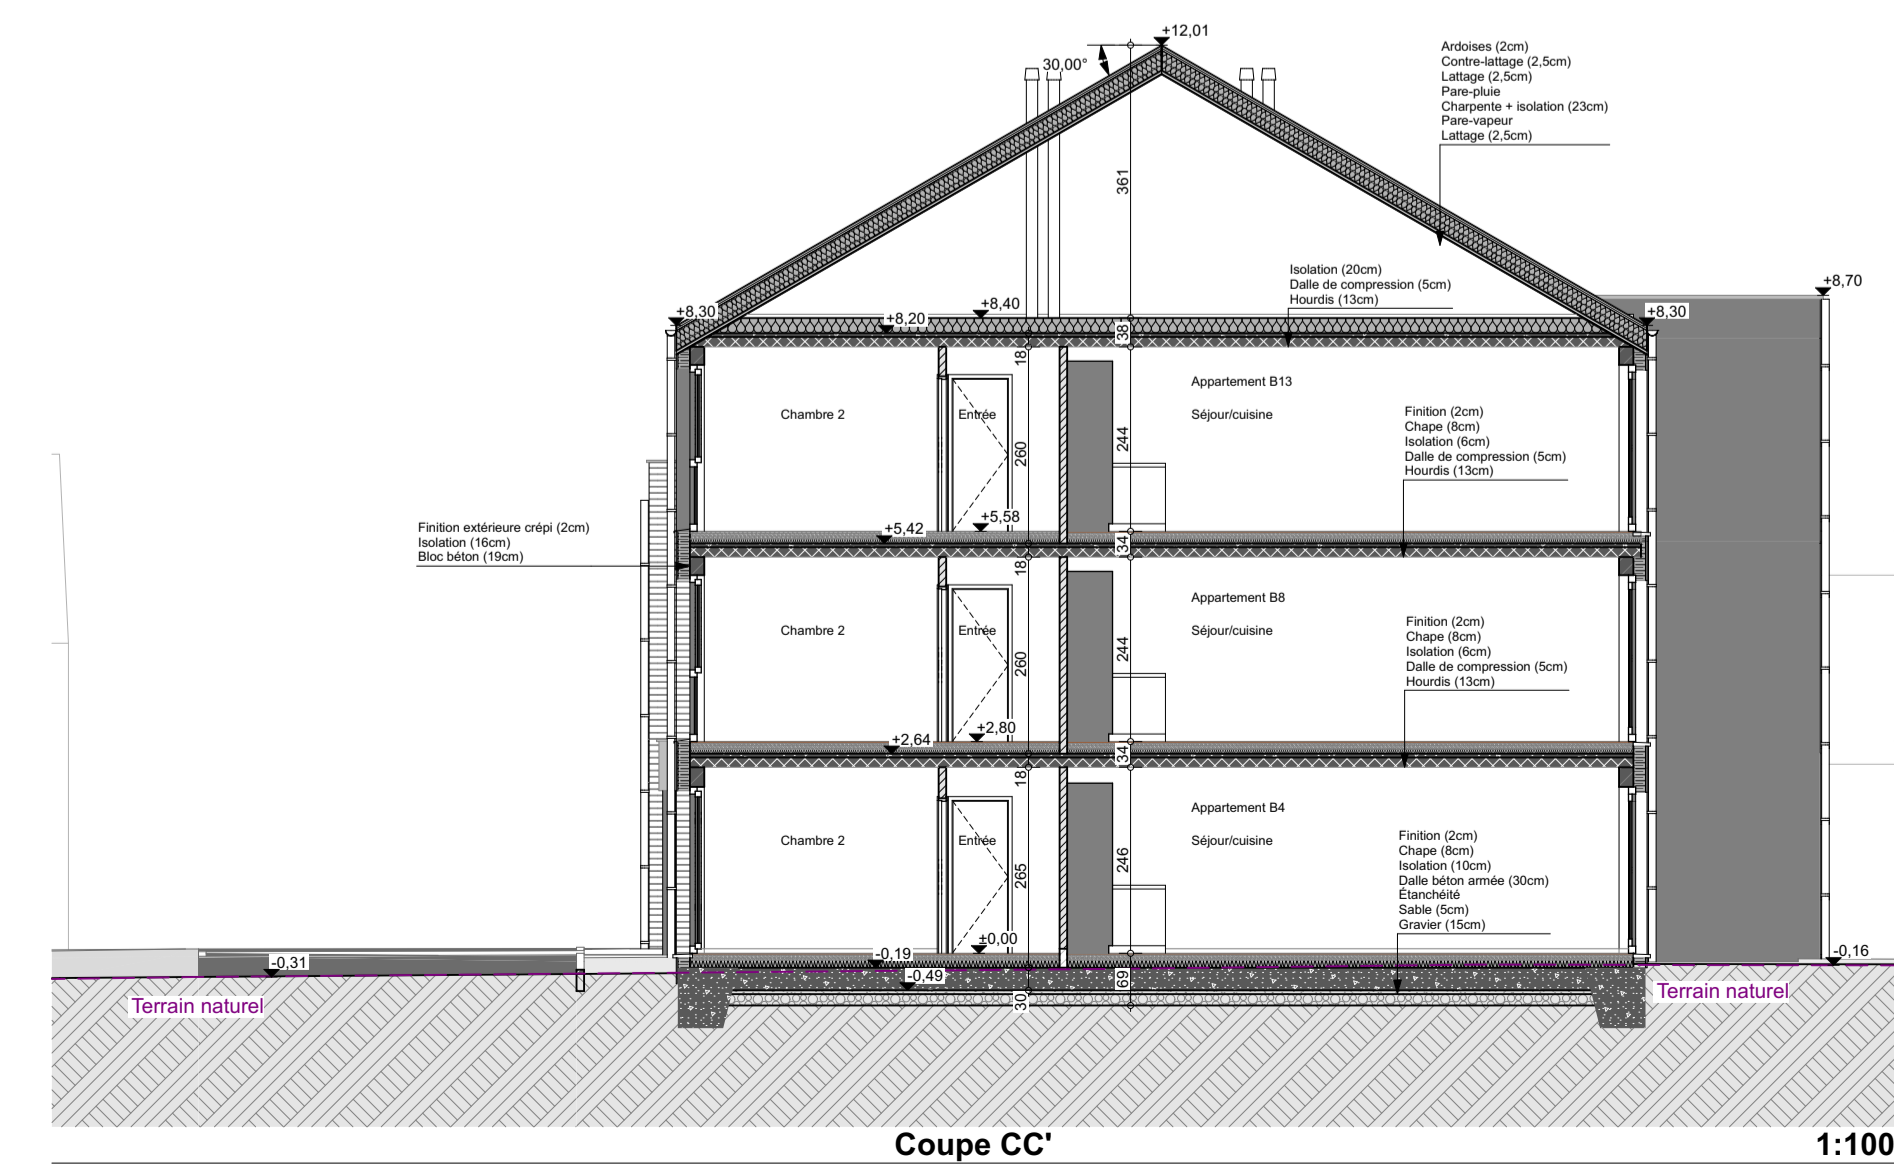 +12,01
30,00°
Ardoises (2cm)
Contre-lattage (2,5cm)
Lattage (2,5cm)
Pare-pluie
Charpente + isolation (23cm)
Pare-vapeur
Lattage (2,5cm)
361
Isolation (20cm)
Dalle de compression (5cm)
Hourdis (13cm)
+8,70
+8,30
+8,20
+8,40
+8,30
38
18
Appartement B13
Chambre 2
Entrée
Séjour/cuisine
260
244
Finition (2cm)
Chape (8cm)
Isolation (6cm)
Dalle de compression (5cm)
Hourdis (13cm)
Finition extérieure crépi (2cm)
Isolation (16cm)
Bloc béton (19cm)
+5,42
+5,58
34
18
Appartement B8
Chambre 2
Entrée
Séjour/cuisine
260
244
Finition (2cm)
Chape (8cm)
Isolation (6cm)
Dalle de compression (5cm)
Hourdis (13cm)
+2,64
+2,80
34
18
Appartement B4
Chambre 2
Entrée
Séjour/cuisine
265
246
Finition (2cm)
Chape (8cm)
Isolation (10cm)
Dalle béton armée (30cm)
Étanchéité
Sable (5cm)
Gravier (15cm)
±0,00
-0,31
-0,19
-0,49
-0,16
69
30
Terrain naturel
Terrain naturel
Coupe CC'
1:100